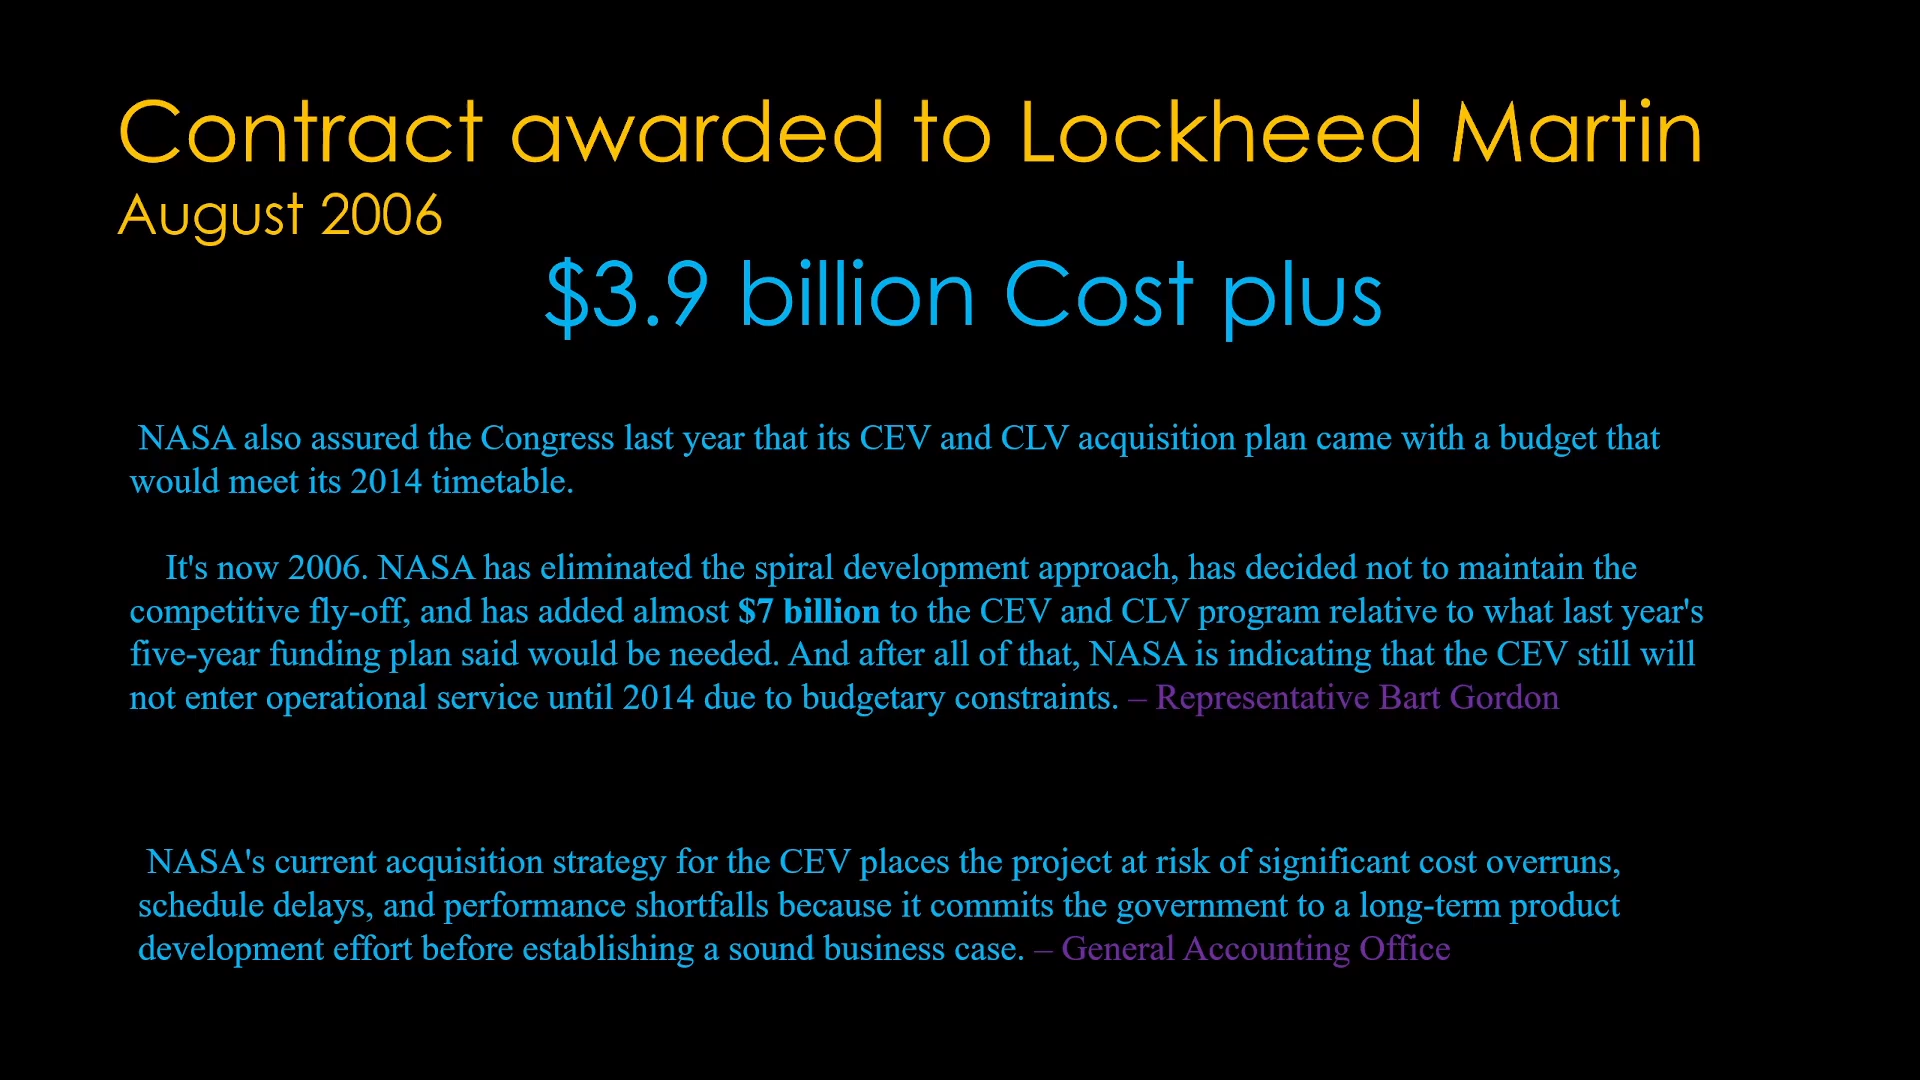 Contract awarded to Lockheed Martin
August 2006
$3.9 billion Cost plus
NASA also assured the Congress last year that its CEV and CLV acquisition plan came with a budget that
would meet its 2014 timetable.
It's now 2006. NASA has eliminated the spiral development approach, has decided not to maintain the
competitive fly-off, and has added almost $7 billion to the CEV and CLV program relative to what last year's
five-year funding plan said would be needed. And after all of that, NASA is indicating that the CEV still will
not enter operational service until 2014 due to budgetary constraints. – Representative Bart Gordon
NASA's current acquisition strategy for the CEV places the project at risk of significant cost overruns,
schedule delays, and performance shortfalls because it commits the government to a long-term product
development effort before establishing a sound business case. – General Accounting Office